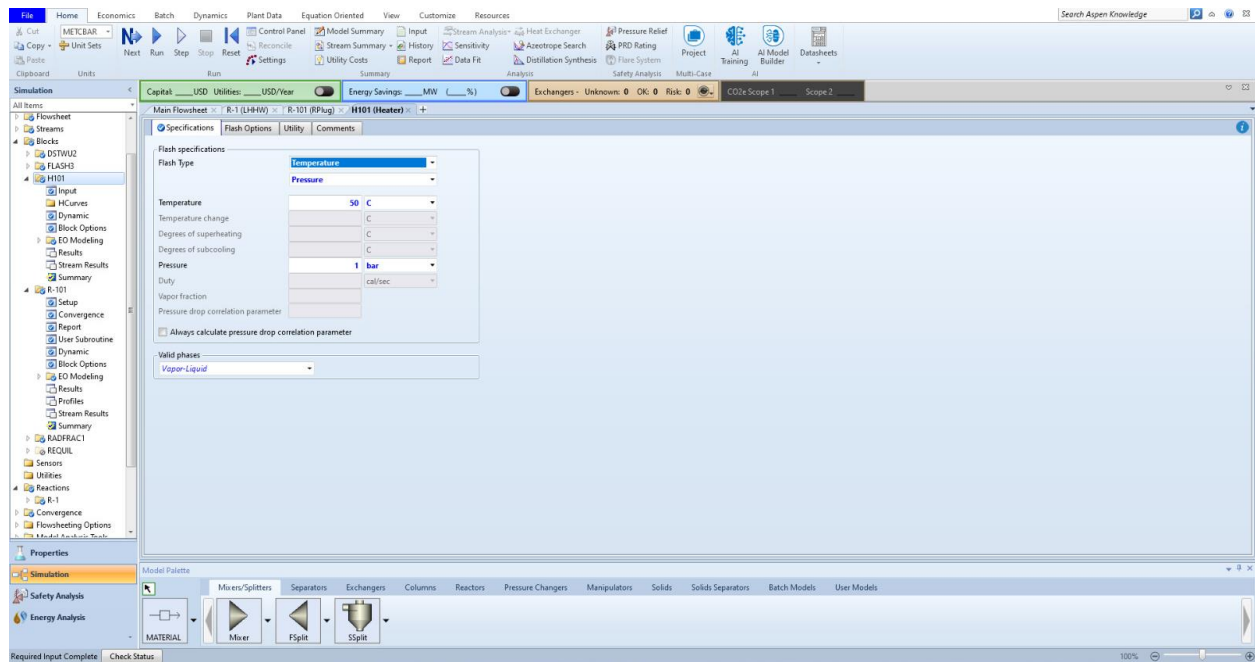 File Home Economics Batch Dynamics Plant Data Equation Oriented View Customize Resources Search Aspen Knowledge
Cut METCBAR Control Panel Model Summary Input Stream Analysis Heat Exchanger Pressure Relief
Copy Unit Sets Reconcile Stream Summary History Sensitivity Azeotrope Search PRD Rating
Paste Next Run Step Stop Reset Settings Utility Costs Report Data Fit Distillation Synthesis Flare System Project AI Training AI Model Builder Datasheets
Clipboard Units Run Summary Analysis Safety Analysis Multi-Case AI
Simulation Capital: ____USD Utilities: ____USD/Year Energy Savings: ____MW (____%) Exchangers - Unknown: 0 OK: 0 Risk: 0 CO2e Scope 1 ____ Scope 2 ____
All Items
Main Flowsheet R-1 (LHHW) R-101 (RPlug) H101 (Heater) +
Flowsheet
Streams
Blocks
DSTWU2
FLASH3
H101
Input
HCurves
Dynamic
Block Options
EO Modeling
Results
Stream Results
Summary
R-101
Setup
Convergence
Report
User Subroutine
Dynamic
Block Options
EO Modeling
Results
Profiles
Stream Results
Summary
RADFRAC1
REQUIL
Sensors
Utilities
Reactions
R-1
Convergence
Flowsheeting Options
Model Analysis Tools
Properties
Simulation
Safety Analysis
Energy Analysis
Specifications Flash Options Utility Comments
Flash specifications
Flash Type Temperature
Pressure
Temperature 50 C
Temperature change C
Degrees of superheating C
Degrees of subcooling C
Pressure 1 bar
Duty cal/sec
Vapor fraction
Pressure drop correlation parameter
Always calculate pressure drop correlation parameter
Valid phases
Vapor-Liquid
Model Palette
Mixers/Splitters Separators Exchangers Columns Reactors Pressure Changers Manipulators Solids Solids Separators Batch Models User Models
MATERIAL Mixer FSplit SSplit
Required Input Complete Check Status 100%